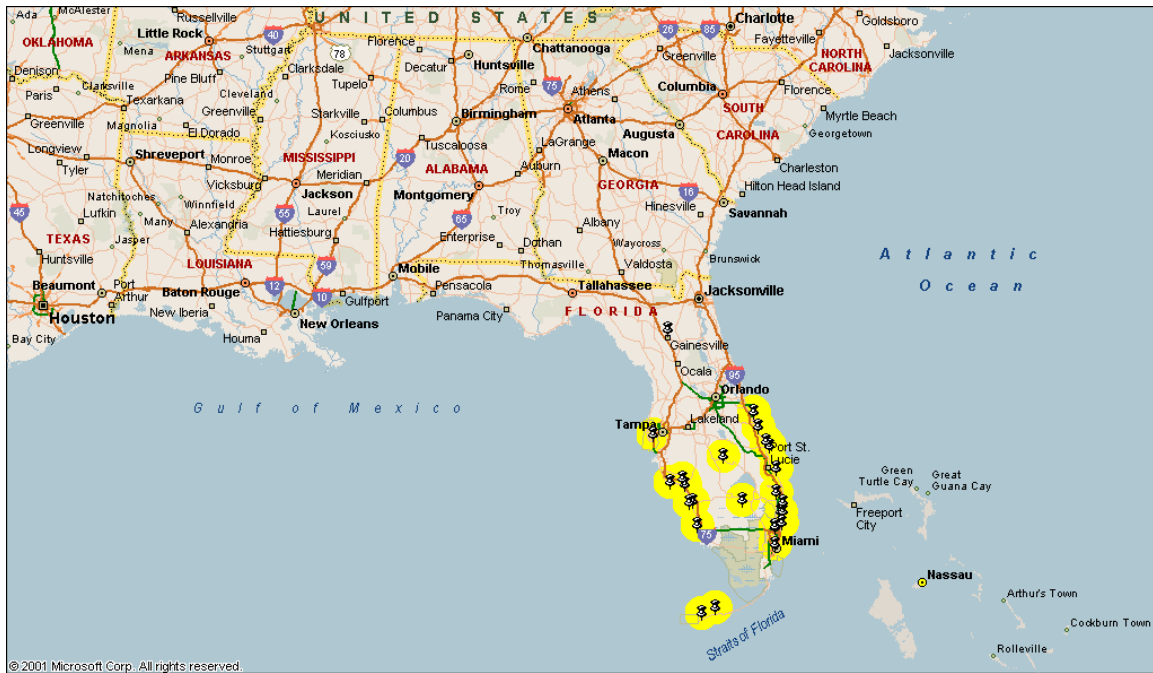 UNITED STATES
Ada
McAlester
Russellville
Little Rock
OKLAHOMA
Mena
ARKANSAS
Stuttgart
40
78
Florence
Chattanooga
Huntsville
Decatur
26
85
Charlotte
Greenville
Fayetteville
Goldsboro
Jacksonville
NORTH
CAROLINA
Denison
Paris
Clarksville
Pine Bluff
Clarksdale
Tupelo
Rome
75
Athens
Columbia
Florence
Texarkana
Cleveland
Greenville
Magnolia
El Dorado
Greenville
Starkville
Columbus
Kosciusko
Birmingham
Atlanta
SOUTH
CAROLINA
Augusta
Myrtle Beach
Georgetown
Longview
Tyler
Shreveport
Monroe
MISSISSIPPI
Vicksburg
Meridian
20
Tuscaloosa
ALABAMA
LaGrange
Auburn
Macon
GEORGIA
Charleston
Hilton Head Island
Natchitoches
Winnfield
Jackson
Montgomery
16
Hinesville
Savannah
45
Lufkin
Many
Alexandria
55
Laurel
Hattiesburg
65
Troy
Albany
TEXAS
Jasper
Huntsville
Enterprise
Dothan
Waycross
Brunswick
LOUISIANA
59
Mobile
Thomasville
Valdosta
Atlantic
Ocean
Beaumont
Port
Arthur
Baton Rouge
12
10
Gulfport
Pensacola
Tallahassee
Jacksonville
Houston
New Iberia
New Orleans
Panama City
FLORIDA
Bay City
Houma
Gainesville
Ocala
95
Orlando
Gulf of Mexico
Tampa
Lakeland
Port St.
Lucie
Green
Turtle Cay
Great
Guana Cay
Freeport
City
75
Miami
Nassau
Arthur's Town
Straits of Florida
Cockburn Town
Rolleville
© 2001 Microsoft Corp. All rights reserved.